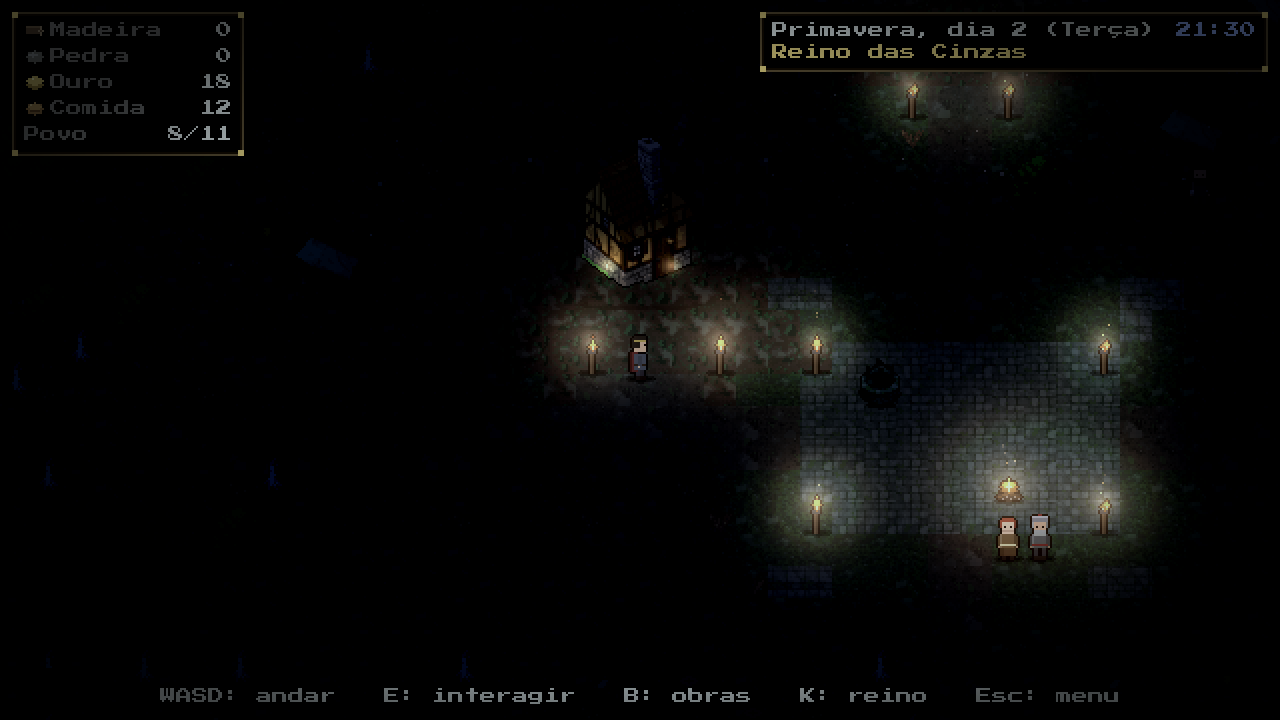 Madeira 0
Pedra 0
Ouro 18
Comida 12
Povo 8/11
Primavera, dia 2 (Terça) 21:30
Reino das Cinzas
WASD: andar E: interagir B: obras K: reino Esc: menu